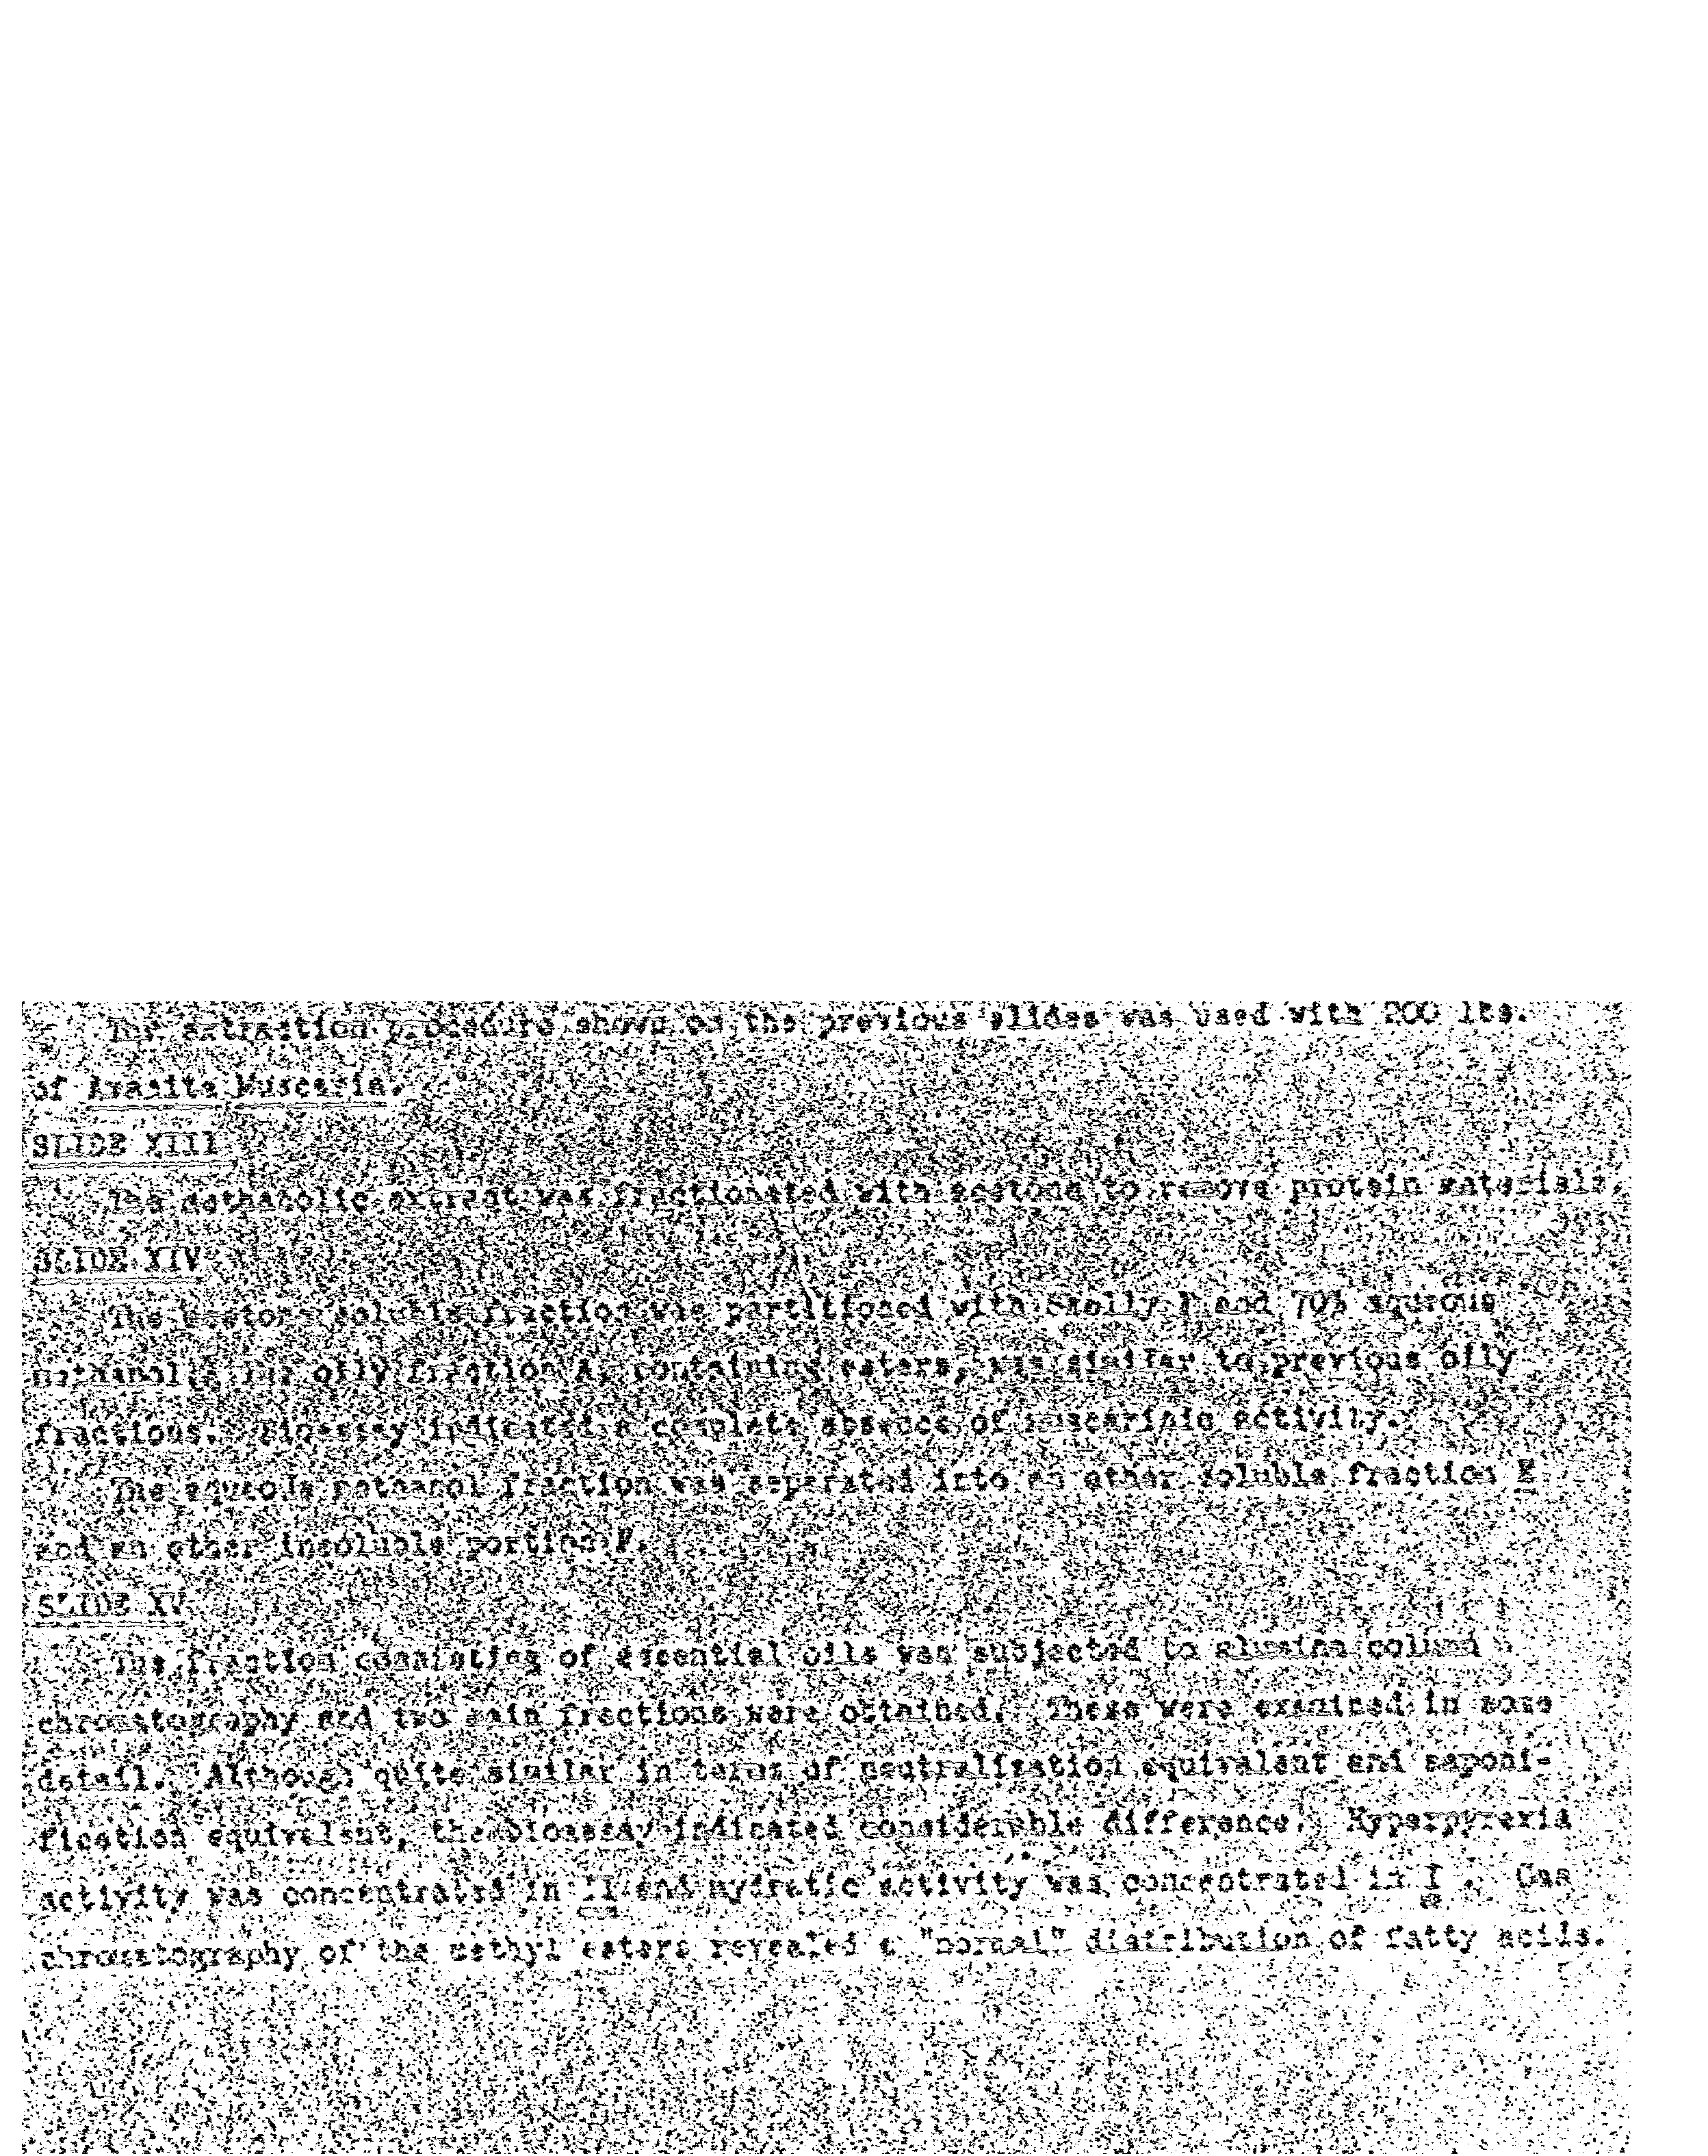 The extraction procedure shown on the previous slides was used with 200 lbs.
of Amanita Muscaria.
SLIDE XIII
The methanolic extract was fractionated with acetone to remove protein materials.
SLIDE XIV
The acetone soluble fraction was partitioned with Skelly and 70% aqueous
methanol. The oily fraction A, containing esters, was similar to previous oily
fractions. Bio-assay indicated a complete absence of muscarinic activity.
The aqueous methanol fraction was separated into an ether soluble fraction E
and an ether insoluble portion F.
SLIDE XV
The fraction consisting of essential oils was subjected to alumina column
chromatography and two main fractions were obtained. These were examined in some
detail. Although quite similar in terms of neutralization equivalent and saponi-
fication equivalent, the bioassay indicated considerable difference. Hyperpyrexia
activity was concentrated in II and mydratic activity was concentrated in I. Gas
chromatography of the methyl esters revealed a "normal" distribution of fatty acids.